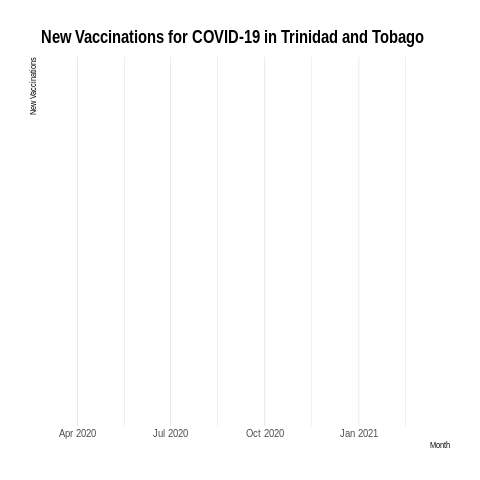 New Vaccinations for COVID-19 in Trinidad and Tobago
New Vaccinations
Apr 2020
Jul 2020
Oct 2020
Jan 2021
Month